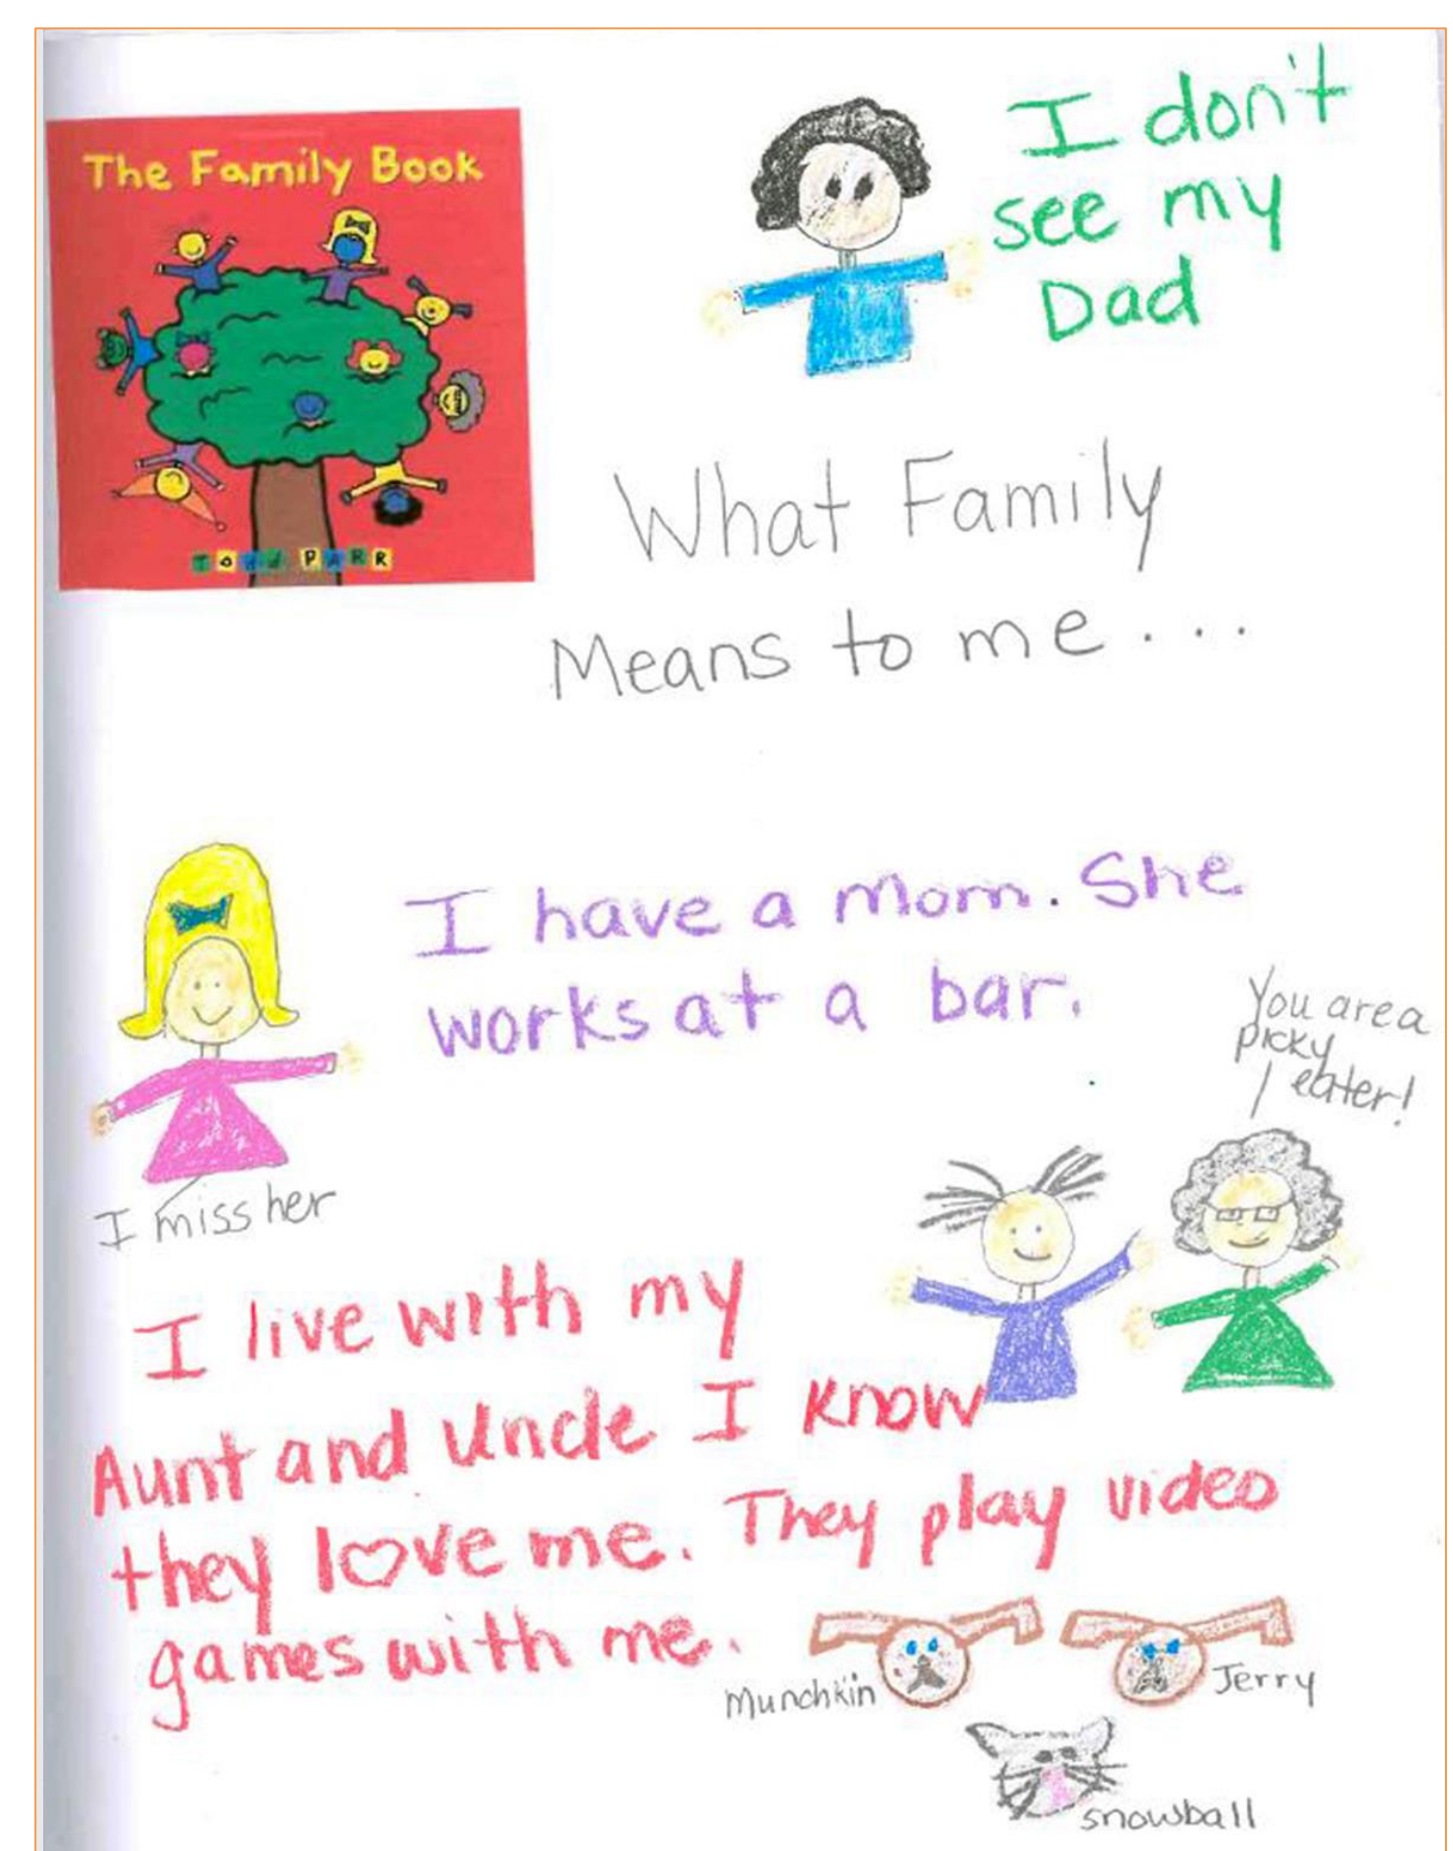 The Family Book
TODD PARR
I don't
see my
Dad
What Family
Means to me...
I have a mom. She
works at a bar.
I miss her
You are a
picky
eater!
I live with my
Aunt and Uncle I know
they love me. They play video
games with me.
Munchkin
Jerry
snowball